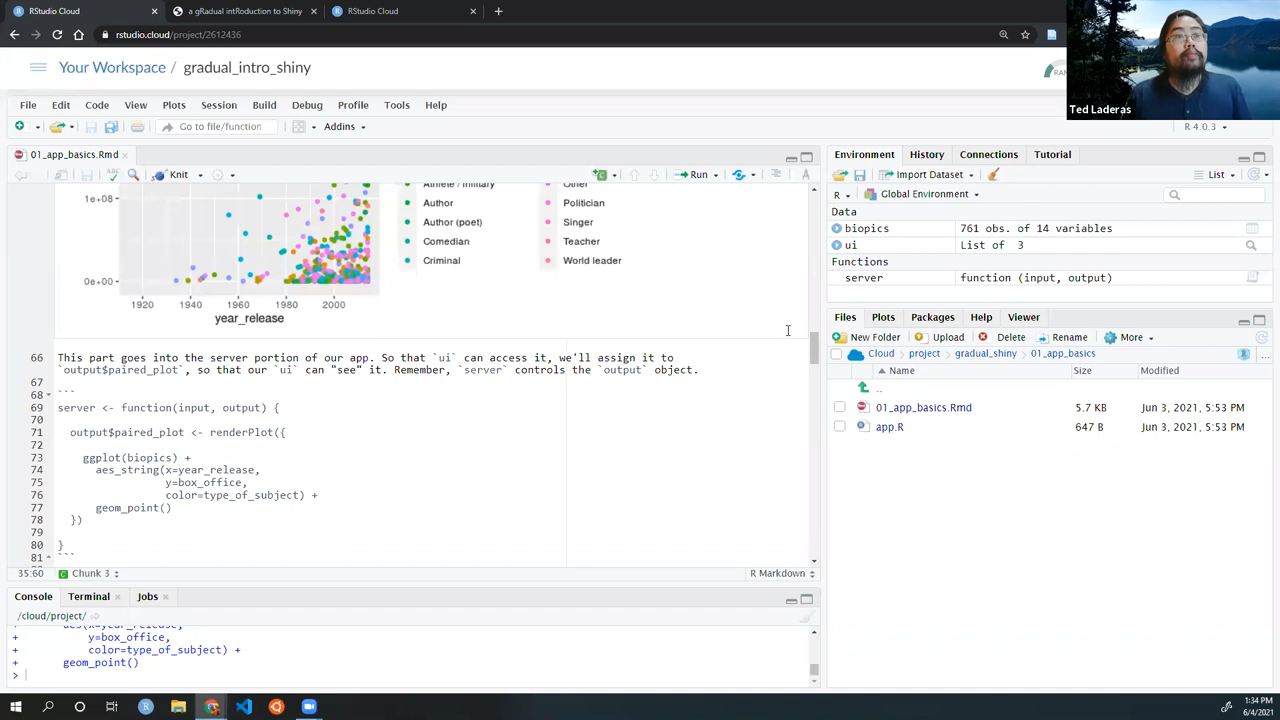 RStudio Cloud
a gRadual intRoduction to Shiny
RStudio Cloud
rstudio.cloud/project/2612436
Your Workspace / gradual_intro_shiny
Ted Laderas
File Edit Code View Plots Session Build Debug Profile Tools Help
Go to file/function
Addins
R 4.0.3
01_app_basics.Rmd
Knit
Run
Author
Author (poet)
Comedian
Criminal
Other
Politician
Singer
Teacher
World leader
1e+08
0e+00
1920 1940 1960 1980 2000
year_release
66 This part goes into the server portion of our app. So that `ui` can access it, we'll assign it to
`output$paired_plot`, so that our `ui` can "see" it. Remember, `server` controls the `output` object.
67
68 ```
69 server <- function(input, output) {
70
71 output$paired_plot <- renderPlot({
72
73 ggplot(biopics) +
74 aes_string(x=year_release,
75 y=box_office,
76 color=type_of_subject) +
77 geom_point()
78 })
79
80 }
81 ```
35:60 Chunk 3 R Markdown
Console Terminal Jobs
/cloud/project/
+ aes(x=year_release,
+ y=box_office,
+ color=type_of_subject) +
+ geom_point()
>
Environment History Connections Tutorial
Import Dataset
List
R Global Environment
Data
biopics 761 obs. of 14 variables
ui List of 3
Functions
server function (input, output)
Files Plots Packages Help Viewer
New Folder Upload Delete Rename More
Cloud project gradual_shiny 01_app_basics
...
Name Size Modified
..
01_app_basics.Rmd 5.7 KB Jun 3, 2021, 5:53 PM
app.R 647 B Jun 3, 2021, 5:53 PM
1:34 PM
6/4/2021